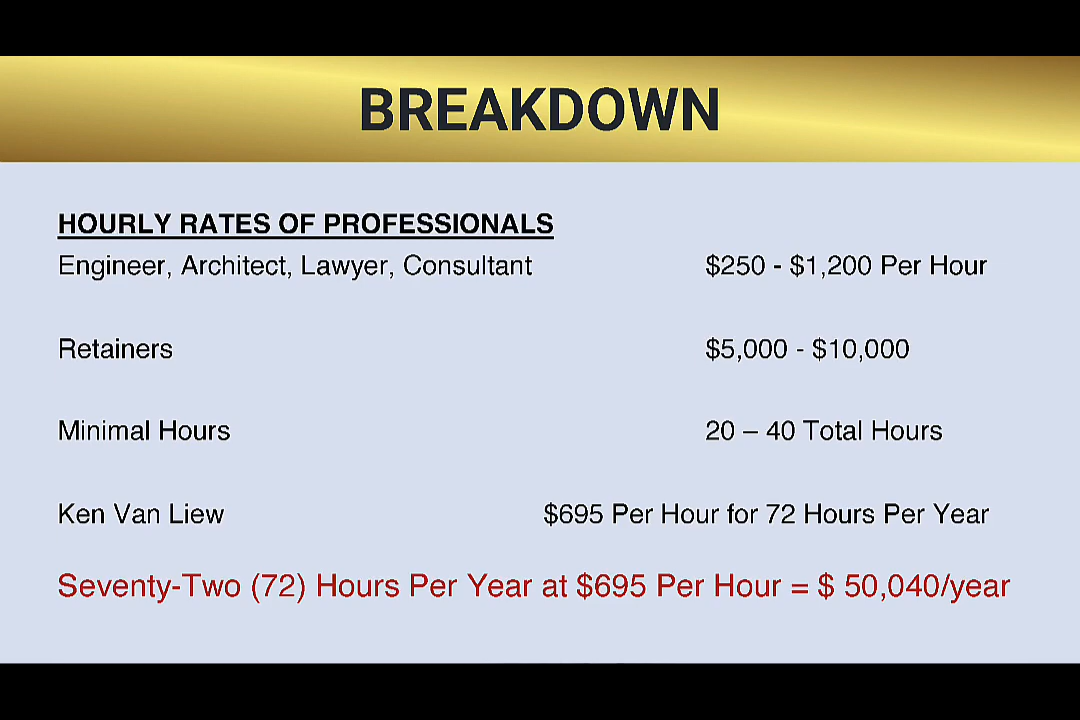 BREAKDOWN
HOURLY RATES OF PROFESSIONALS
Engineer, Architect, Lawyer, Consultant $250 - $1,200 Per Hour
Retainers $5,000 - $10,000
Minimal Hours 20 – 40 Total Hours
Ken Van Liew $695 Per Hour for 72 Hours Per Year
Seventy-Two (72) Hours Per Year at $695 Per Hour = $ 50,040/year